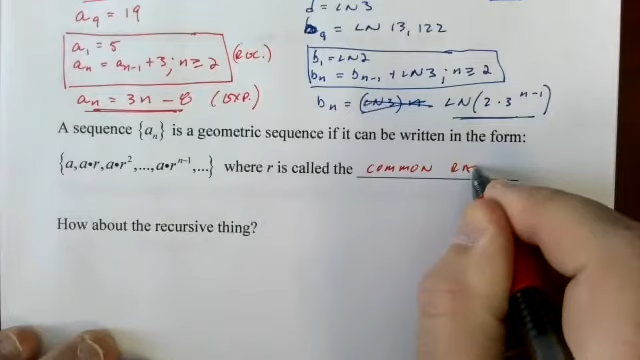 a₉ = 19
d = LN 3
b₉ = LN 13,122
a₁ = 5
aₙ = aₙ₋₁ + 3 ; n ≥ 2 (REC.)
b₁ = LN 2
bₙ = bₙ₋₁ + LN 3 ; n ≥ 2
aₙ = 3n − 8 (EXP.)
bₙ = LN(2·3ⁿ⁻¹)
A sequence {aₙ} is a geometric sequence if it can be written in the form:
{a, a•r, a•r², ..., a•rⁿ⁻¹, ...} where r is called the COMMON RA
How about the recursive thing?